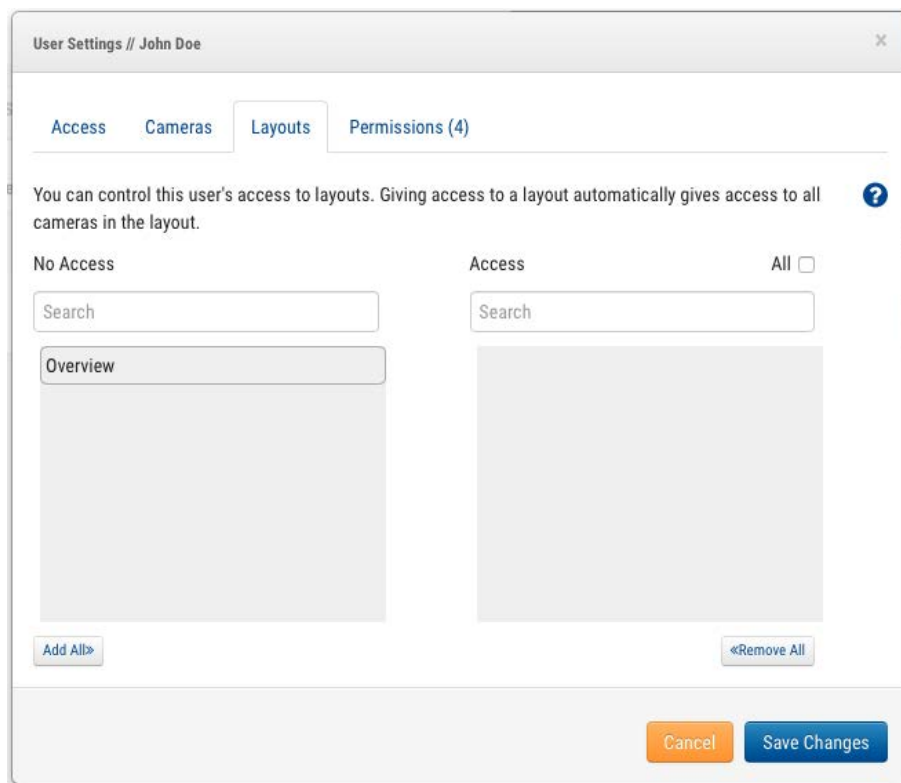 User Settings // John Doe
×
Access Cameras Layouts Permissions (4)
You can control this user's access to layouts. Giving access to a layout automatically gives access to all
cameras in the layout.
?
No Access
Access All
Search
Search
Overview
Add All»
«Remove All
Cancel Save Changes